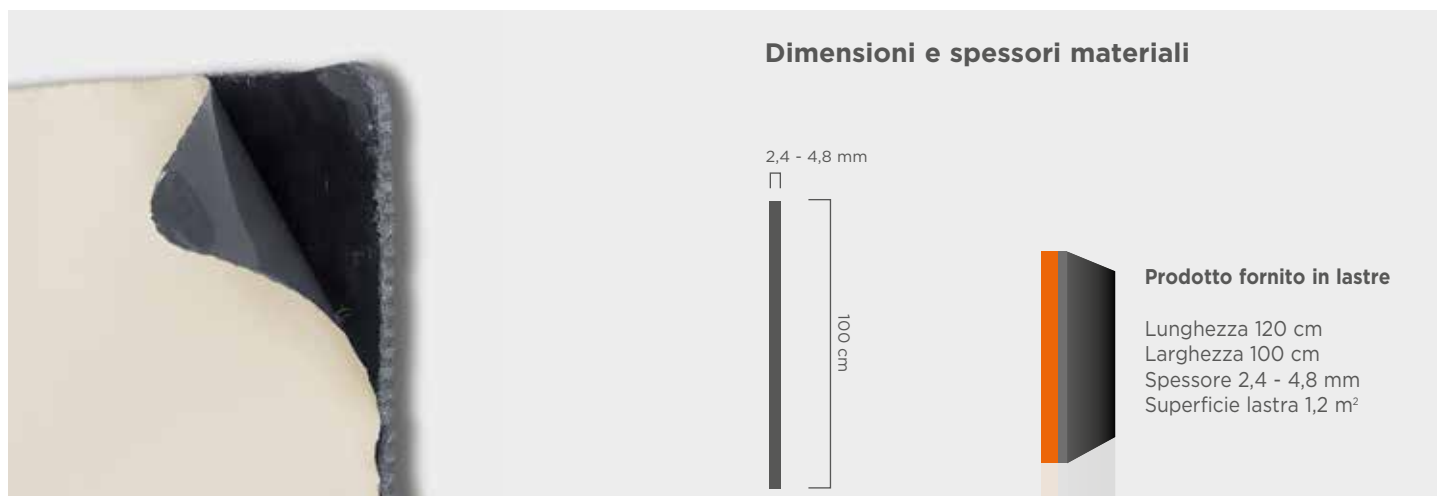 Dimensioni e spessori materiali
2,4 - 4,8 mm
100 cm
Prodotto fornito in lastre
Lunghezza 120 cm
Larghezza 100 cm
Spessore 2,4 - 4,8 mm
Superficie lastra 1,2 m²